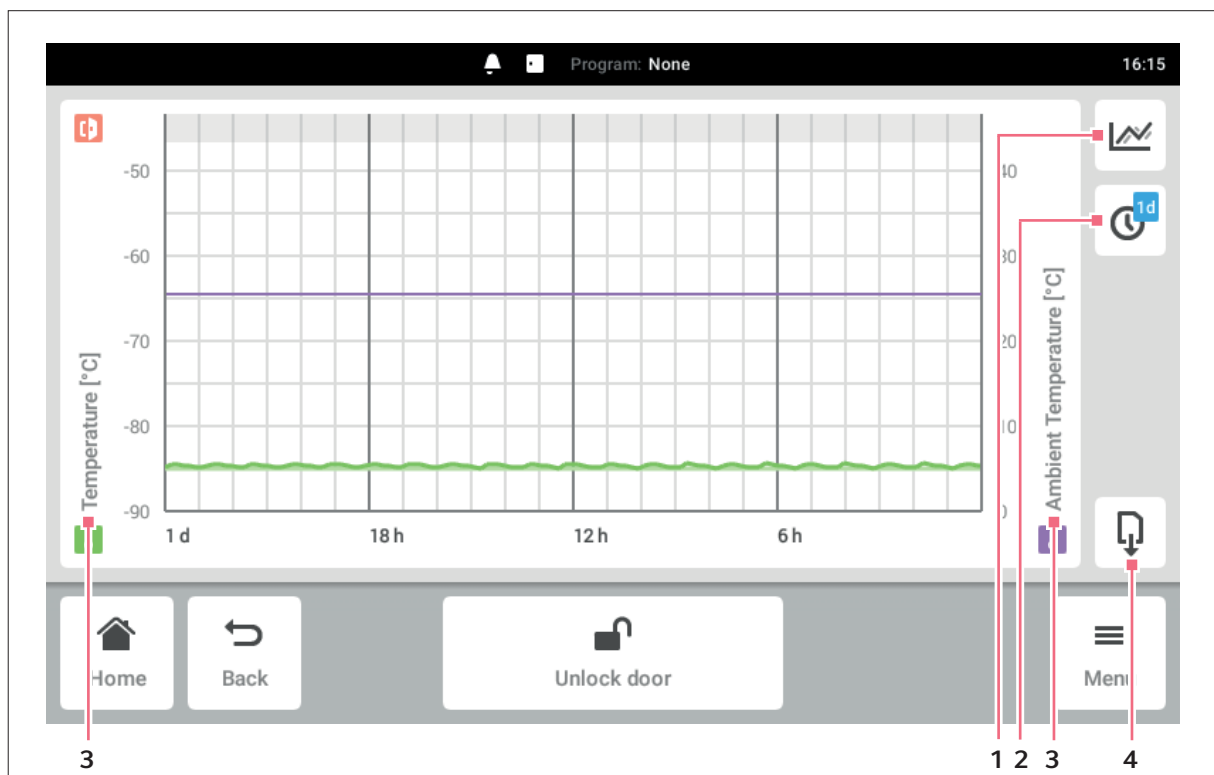 Program: None
16:15
1d
-50
-60
-70
-80
-90
Temperature [°C]
40
30
20
10
0
Ambient Temperature [°C]
1 d
18 h
12 h
6 h
Home
Back
Unlock door
Menu
3
1
2
3
4